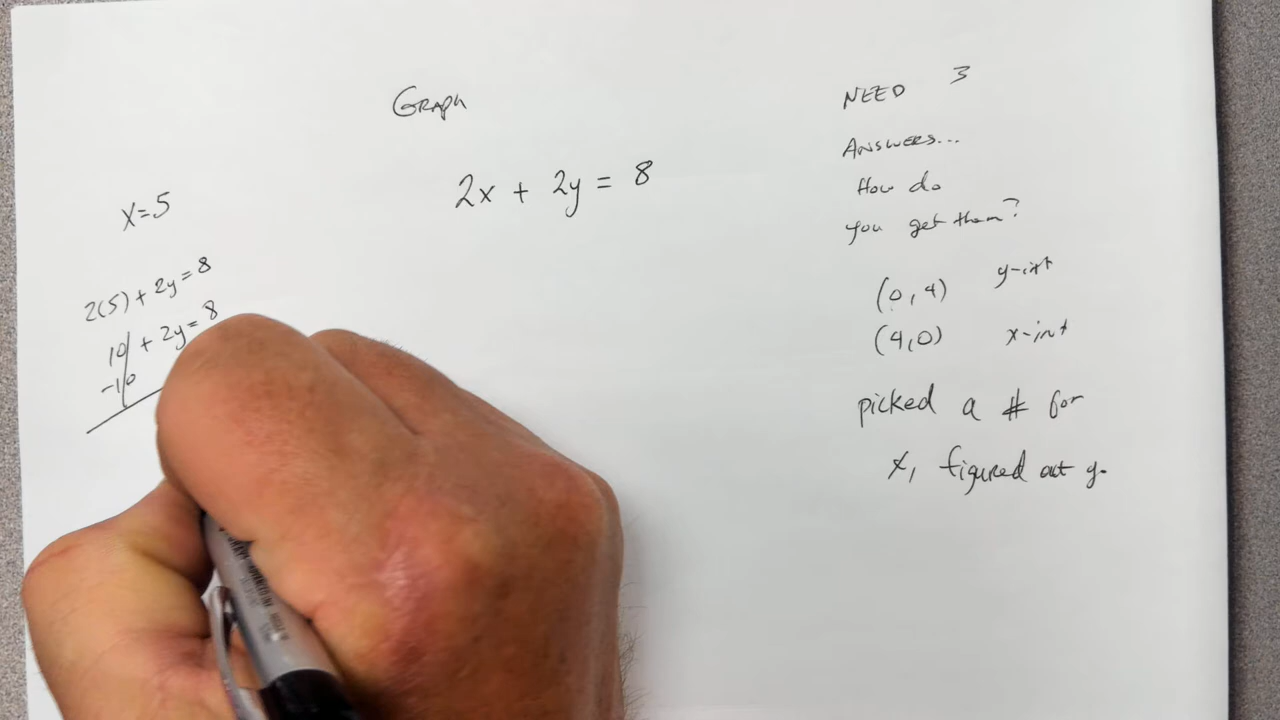 Graph
2x + 2y = 8
x=5
2(5) + 2y = 8
10 + 2y = 8
-10
NEED 3
ANSWERS...
How do
you get them?
(0,4) y-int
(4,0) x-int
picked a # for
x, figured out y.